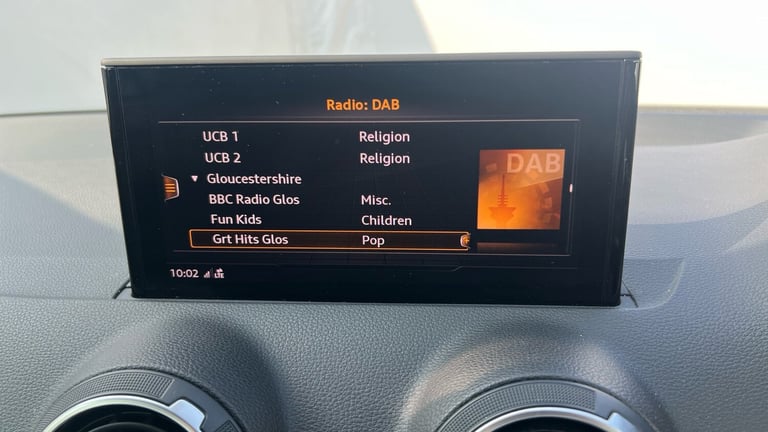 Radio: DAB
UCB 1 Religion
UCB 2 Religion
DAB
Gloucestershire
BBC Radio Glos Misc.
Fun Kids Children
Grt Hits Glos Pop
10:02 LTE